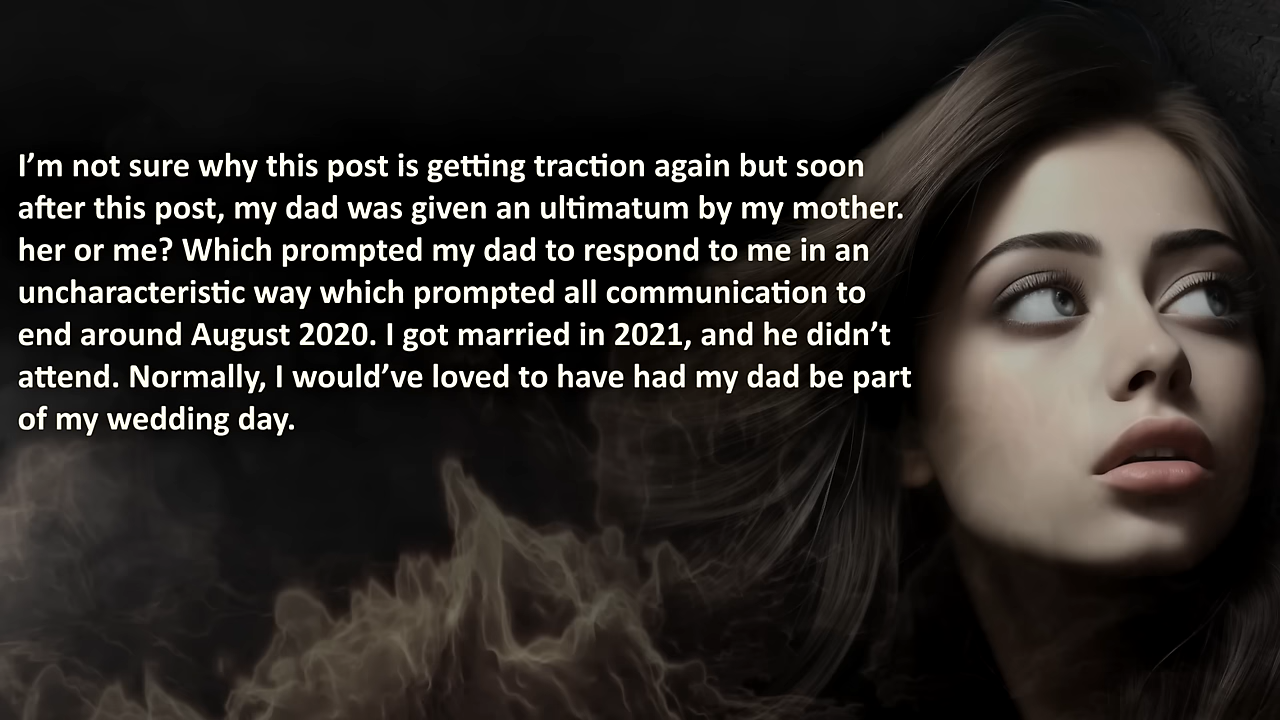 I’m not sure why this post is getting traction again but soon
after this post, my dad was given an ultimatum by my mother.
her or me? Which prompted my dad to respond to me in an
uncharacteristic way which prompted all communication to
end around August 2020. I got married in 2021, and he didn’t
attend. Normally, I would’ve loved to have had my dad be part
of my wedding day.